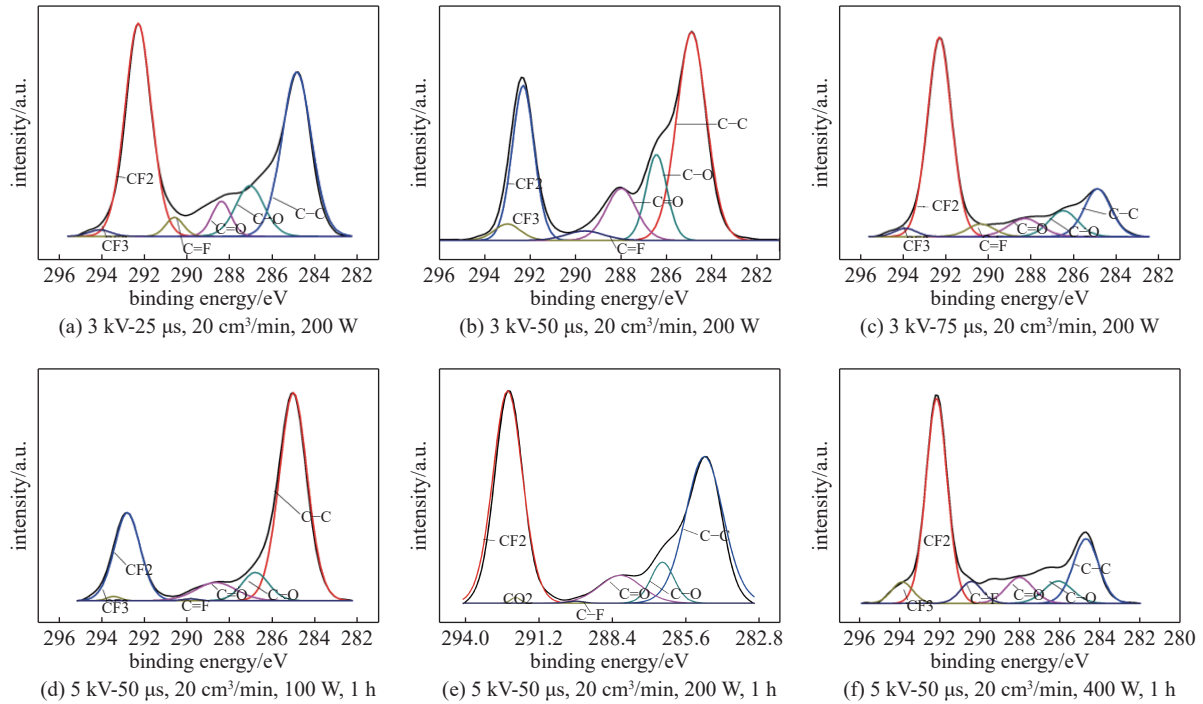 intensity/a.u.
CF2
CF3
C=F
C=O
C−O
C−C
296 294 292 290 288 286 284 282
binding energy/eV
(a) 3 kV-25 μs, 20 cm³/min, 200 W
intensity/a.u.
CF2
CF3
C=F
C=O
C−O
C−C
296 294 292 290 288 286 284 282
binding energy/eV
(b) 3 kV-50 μs, 20 cm³/min, 200 W
intensity/a.u.
CF2
CF3
C=F
C=O
C−O
C−C
296 294 292 290 288 286 284 282
binding energy/eV
(c) 3 kV-75 μs, 20 cm³/min, 200 W
intensity/a.u.
CF2
CF3
C=F
C=O
C−O
C−C
296 294 292 290 288 286 284 282
binding energy/eV
(d) 5 kV-50 μs, 20 cm³/min, 100 W, 1 h
intensity/a.u.
CF2
C−F
C=O
C−O
C−C
294.0 291.2 288.4 285.6 282.8
binding energy/eV
(e) 5 kV-50 μs, 20 cm³/min, 200 W, 1 h
intensity/a.u.
CF2
CF3
C−F
C=O
C−O
C−C
296 294 292 290 288 286 284 280
binding energy/eV
(f) 5 kV-50 μs, 20 cm³/min, 400 W, 1 h